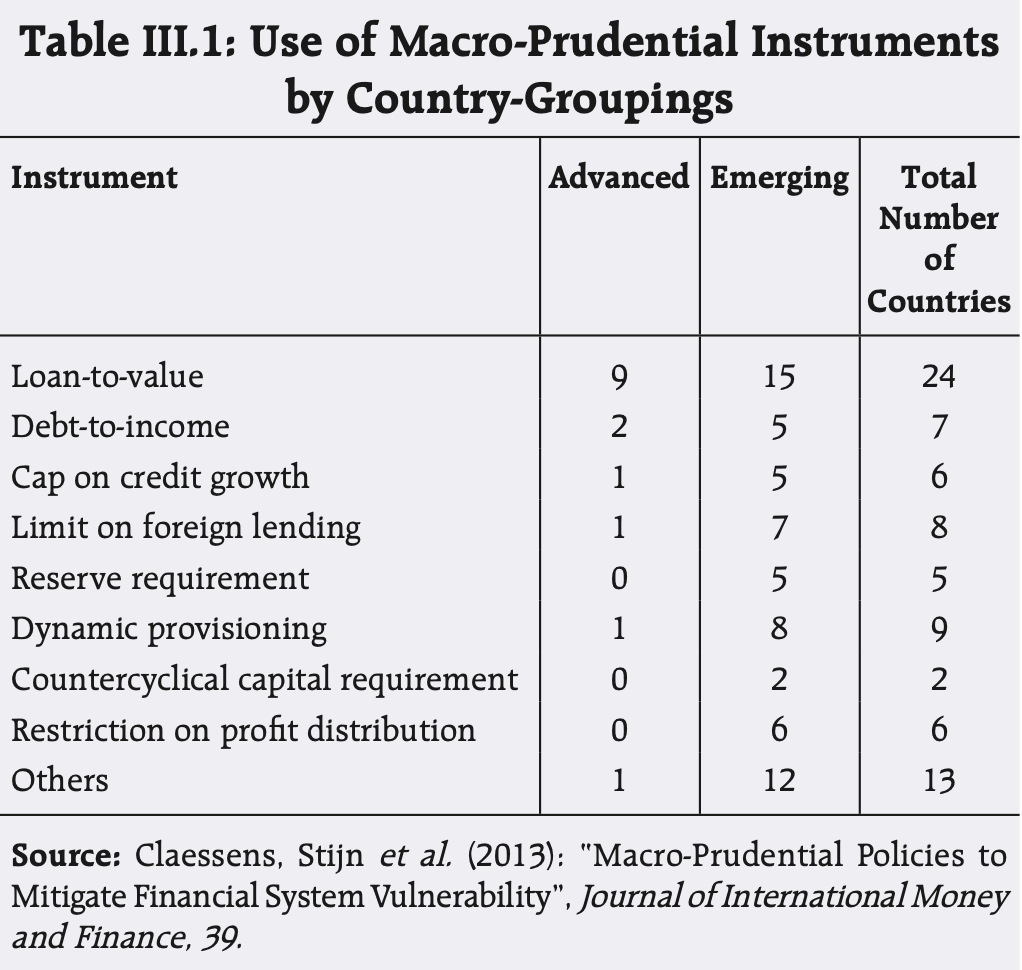 Table III.1: Use of Macro-Prudential Instruments
by Country-Groupings
Instrument Advanced Emerging Total
Number
of
Countries
Loan-to-value 9 15 24
Debt-to-income 2 5 7
Cap on credit growth 1 5 6
Limit on foreign lending 1 7 8
Reserve requirement 0 5 5
Dynamic provisioning 1 8 9
Countercyclical capital requirement 0 2 2
Restriction on profit distribution 0 6 6
Others 1 12 13
Source: Claessens, Stijn et al. (2013): "Macro-Prudential Policies to
Mitigate Financial System Vulnerability”, Journal of International Money
and Finance, 39.